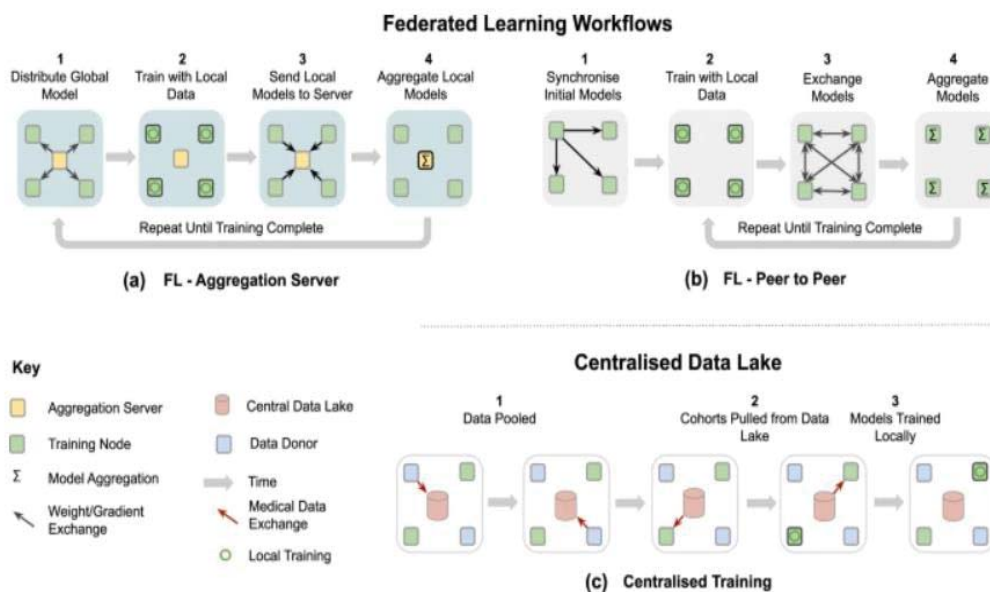 Federated Learning Workflows
1
Distribute Global
Model
2
Train with Local
Data
3
Send Local
Models to Server
4
Aggregate Local
Models
Σ
Repeat Until Training Complete
(a) FL - Aggregation Server
1
Synchronise
Initial Models
2
Train with Local
Data
3
Exchange
Models
4
Aggregate
Models
Σ Σ
Σ Σ
Repeat Until Training Complete
(b) FL - Peer to Peer
Key
Aggregation Server
Training Node
Σ Model Aggregation
Weight/Gradient
Exchange
Central Data Lake
Data Donor
Time
Medical Data
Exchange
Local Training
Centralised Data Lake
1
Data Pooled
2
Cohorts Pulled from Data
Lake
3
Models Trained
Locally
(c) Centralised Training